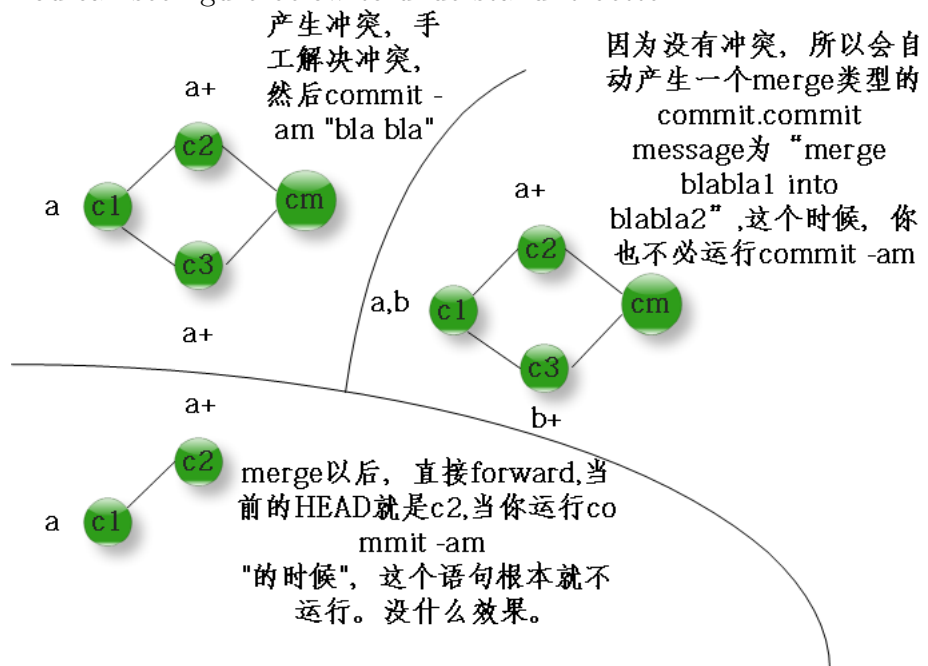 产生冲突，手
工解决冲突，
然后commit -
am "bla bla"
a+
c2
a
c1
cm
c3
a+
因为没有冲突，所以会自
动产生一个merge类型的
commit.commit
message为“merge
blabla1 into
blabla2”,这个时候，你
也不必运行commit -am
a+
c2
a,b
c1
cm
c3
b+
a+
c2
a
c1
merge以后，直接forward,当
前的HEAD就是c2,当你运行co
mmit -am
"的时候"，这个语句根本就不
运行。没什么效果。